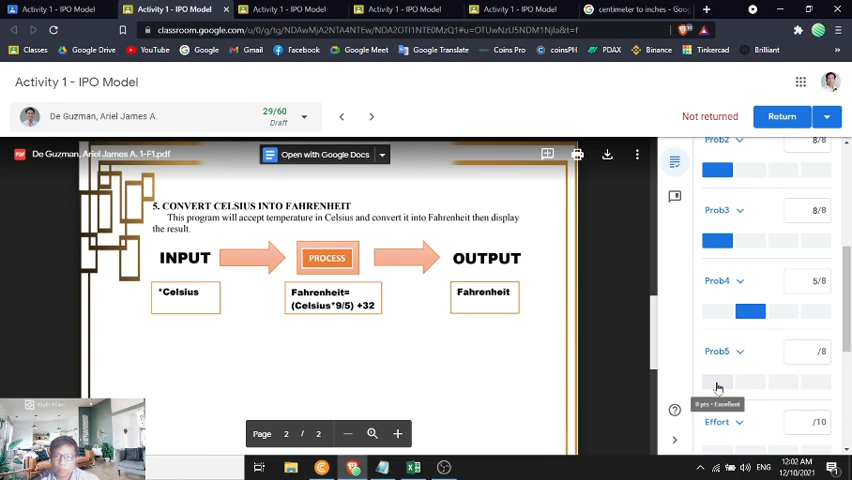 Activity 1 - IPO Model
Activity 1 - IPO Model
Activity 1 - IPO Model
Activity 1 - IPO Model
Activity 1 - IPO Model
centimeter to inches - Goog
classroom.google.com/u/0/g/tg/NDAwMjA2NTA4NTEw/NDA2OTI1NTE0MzQ1#u=OTUwNzU5NDM1Njla&t=f
Classes
Google Drive
YouTube
Google
Gmail
Facebook
Google Meet
Google Translate
Coins Pro
coinsPH
PDAX
Binance
Tinkercad
Brilliant
Activity 1 - IPO Model
De Guzman, Ariel James A.
29/60
Draft
Not returned
Return
PDF
De Guzman, Ariel James A, 1-F1.pdf
Open with Google Docs
5. CONVERT CELSIUS INTO FAHRENHEIT
This program will accept temperature in Celsius and convert it into Fahrenheit then display
the result.
INPUT
PROCESS
OUTPUT
*Celsius
Fahrenheit=
(Celsius*9/5) +32
Fahrenheit
Prob2
8/8
Prob3
8/8
Prob4
5/8
Prob5
/8
8 pts • Excellent
Effort
/10
Page 2 / 2
ENG
12:02 AM
12/10/2021